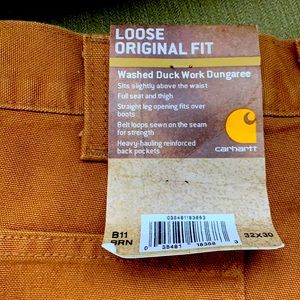 LOOSE
ORIGINAL FIT
Washed Duck Work Dungaree
Sits slightly above the waist
Full seat and thigh
Straight leg opening fits over
boots
Belt loops sewn on the seam
for strength
Heavy-hauling reinforced
back pockets
carhartt
B11
BRN
32x30